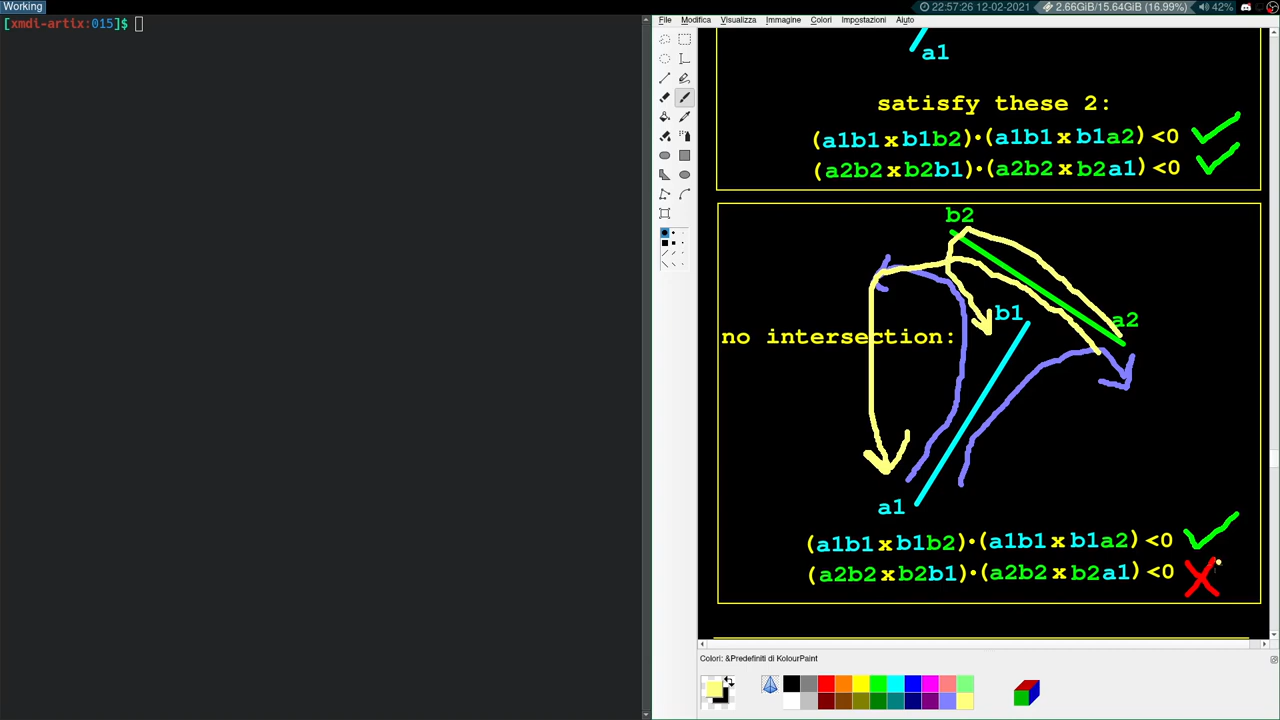 Working
22:57:26 12-02-2021
2.66GiB/15.64GiB (16.99%)
42%
[xmdi-artix:015]$
File Modifica Visualizza Immagine Colori Impostazioni Aiuto
a1
satisfy these 2:
(a1b1 x b1b2)·(a1b1 x b1a2) <0
(a2b2 x b2b1)·(a2b2 x b2a1) <0
b2
b1
a2
no intersection:
a1
(a1b1 x b1b2)·(a1b1 x b1a2) <0
(a2b2 x b2b1)·(a2b2 x b2a1) <0
Colori: &Predefiniti di KolourPaint